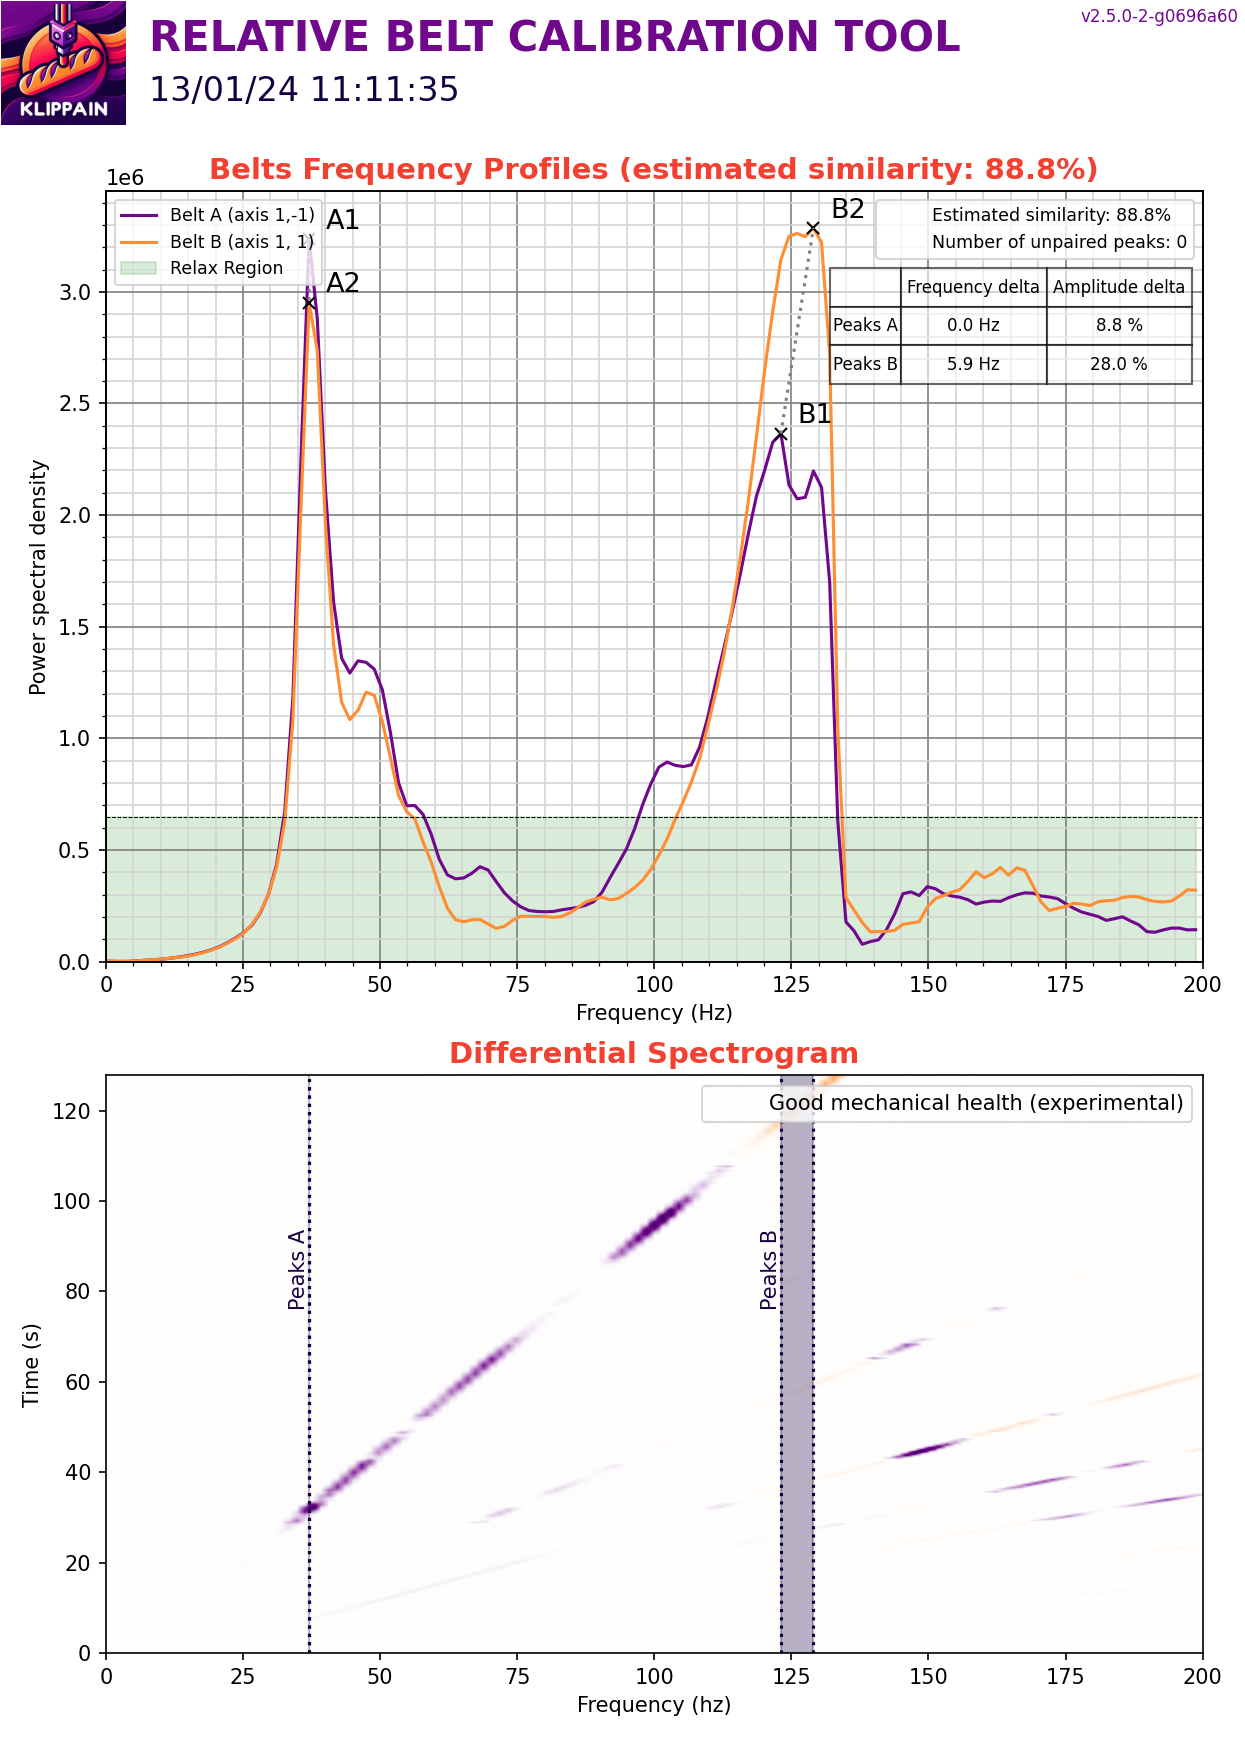 KLIPPAIN
RELATIVE BELT CALIBRATION TOOL
13/01/24 11:11:35
v2.5.0-2-g0696a60
Belts Frequency Profiles (estimated similarity: 88.8%)
1e6
Belt A (axis 1,-1)
Belt B (axis 1, 1)
Relax Region
A1
A2
B2
B1
Estimated similarity: 88.8%
Number of unpaired peaks: 0
Frequency delta Amplitude delta
Peaks A 0.0 Hz 8.8 %
Peaks B 5.9 Hz 28.0 %
3.0
2.5
2.0
1.5
1.0
0.5
0.0
Power spectral density
0 25 50 75 100 125 150 175 200
Frequency (Hz)
Differential Spectrogram
Good mechanical health (experimental)
Peaks A
Peaks B
120
100
80
60
40
20
0
Time (s)
0 25 50 75 100 125 150 175 200
Frequency (hz)